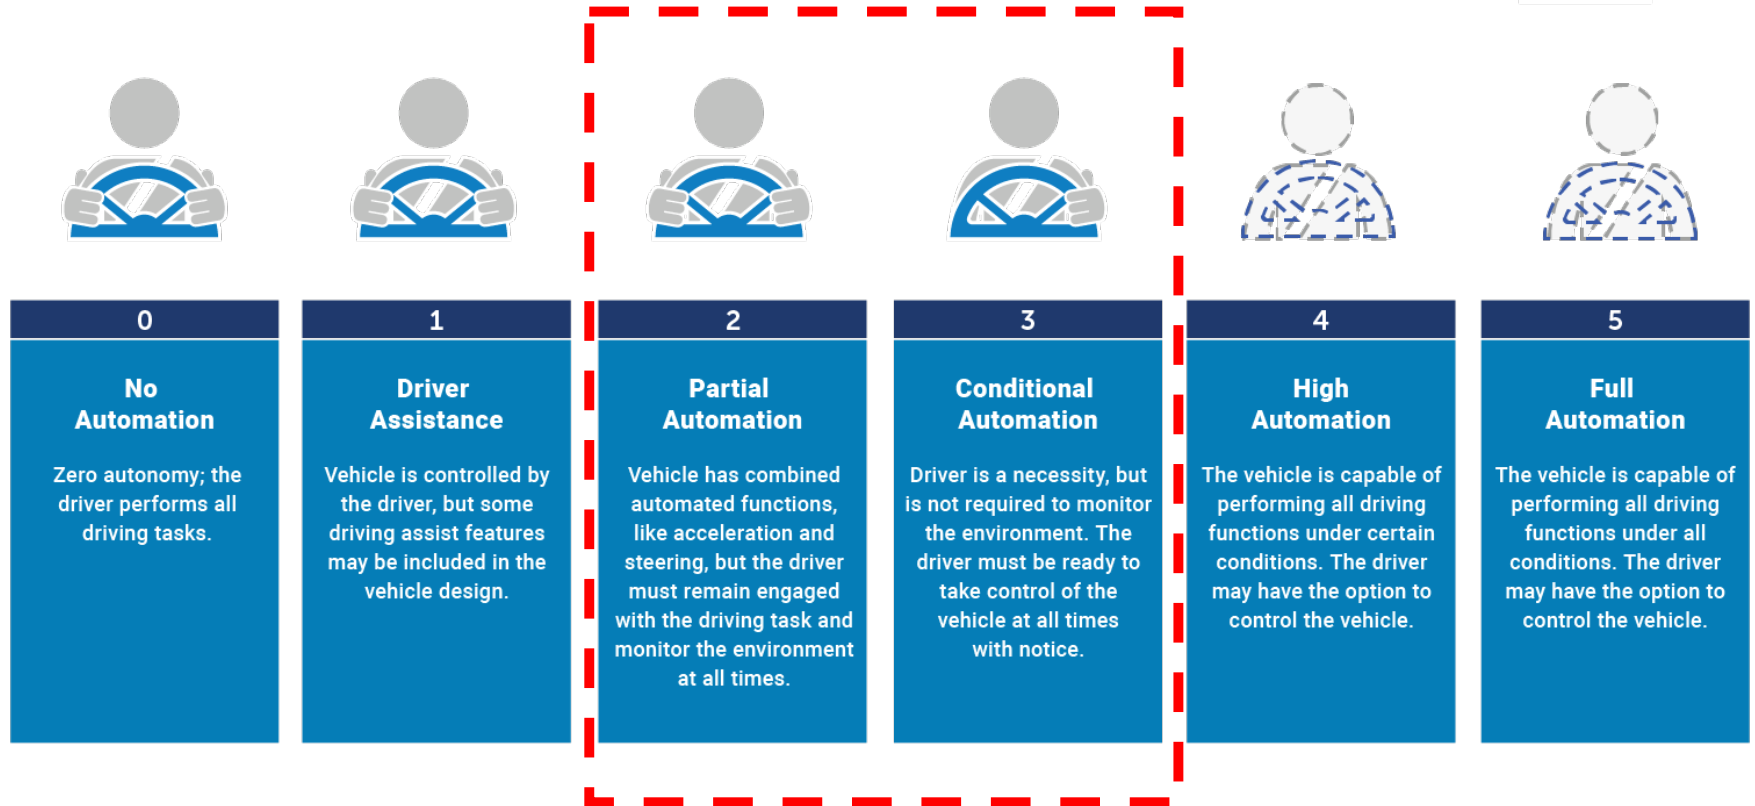 0
No
Automation
Zero autonomy; the
driver performs all
driving tasks.
1
Driver
Assistance
Vehicle is controlled by
the driver, but some
driving assist features
may be included in the
vehicle design.
2
Partial
Automation
Vehicle has combined
automated functions,
like acceleration and
steering, but the driver
must remain engaged
with the driving task and
monitor the environment
at all times.
3
Conditional
Automation
Driver is a necessity, but
is not required to monitor
the environment. The
driver must be ready to
take control of the
vehicle at all times
with notice.
4
High
Automation
The vehicle is capable of
performing all driving
functions under certain
conditions. The driver
may have the option to
control the vehicle.
5
Full
Automation
The vehicle is capable of
performing all driving
functions under all
conditions. The driver
may have the option to
control the vehicle.